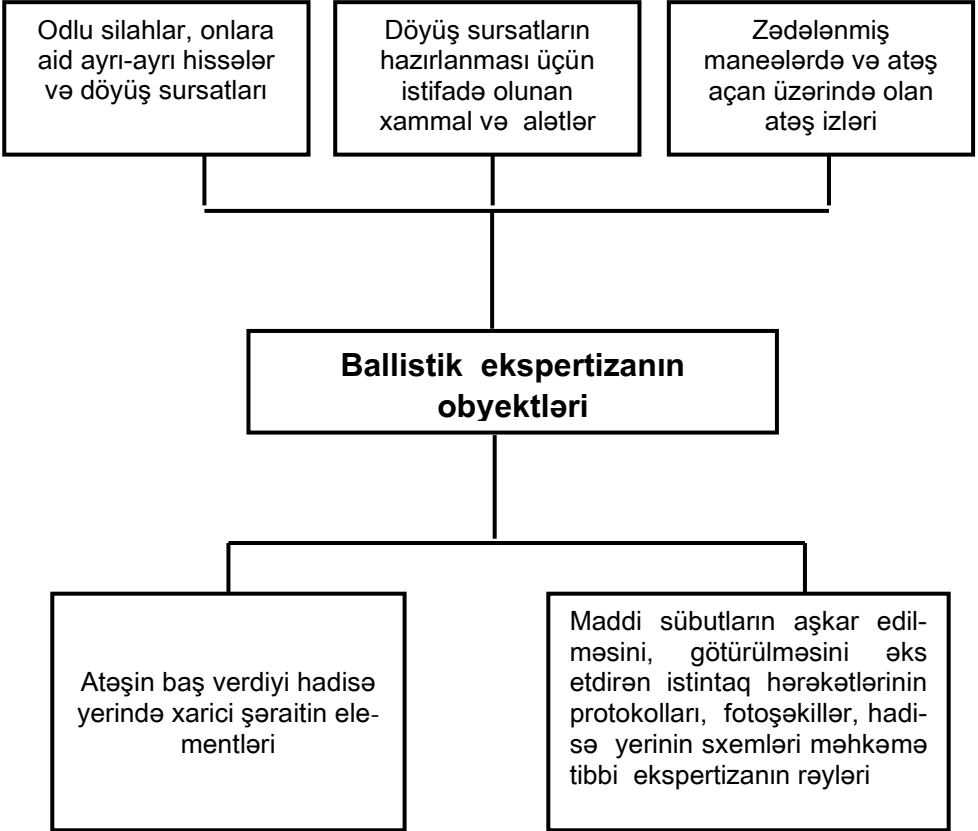 Odlu silahlar, onlara
aid ayrı-ayrı hissələr
və döyüş sursatları
Döyüş sursatların
hazırlanması üçün
istifadə olunan
xammal və alətlər
Zədələnmiş
maneələrdə və atəş
açan üzərində olan
atəş izləri
Ballistik ekspertizanın
obyektləri
Atəşin baş verdiyi hadisə
yerində xarici şəraitin ele-
mentləri
Maddi sübutların aşkar edil-
məsini, götürülməsini əks
etdirən istintaq hərəkətlərinin
protokolları, fotoşəkillər, hadi-
sə yerinin sxemləri məhkəmə
tibbi ekspertizanın rəyləri